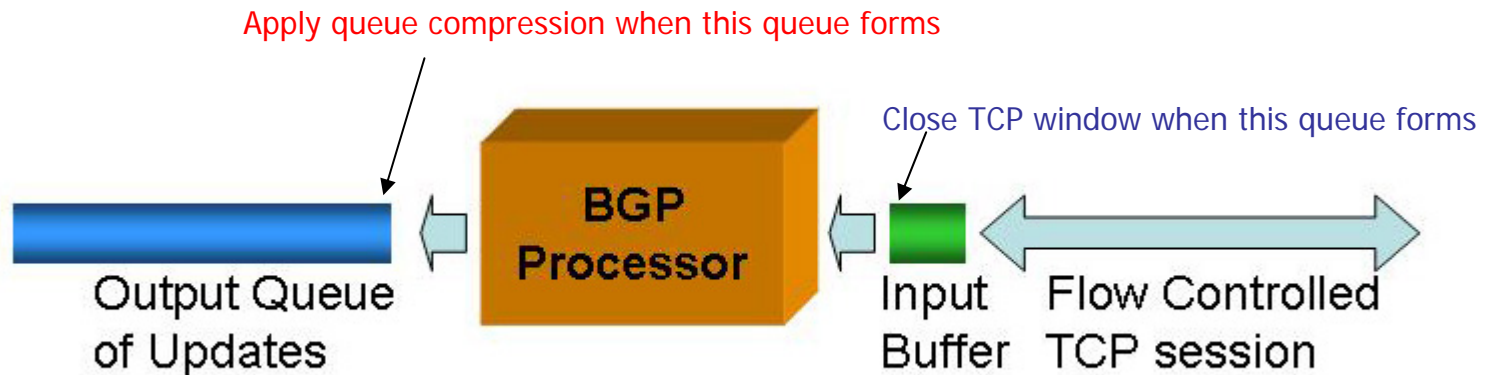 Apply queue compression when this queue forms
Close TCP window when this queue forms
BGP
Processor
Output Queue
of Updates
Input
Buffer
Flow Controlled
TCP session